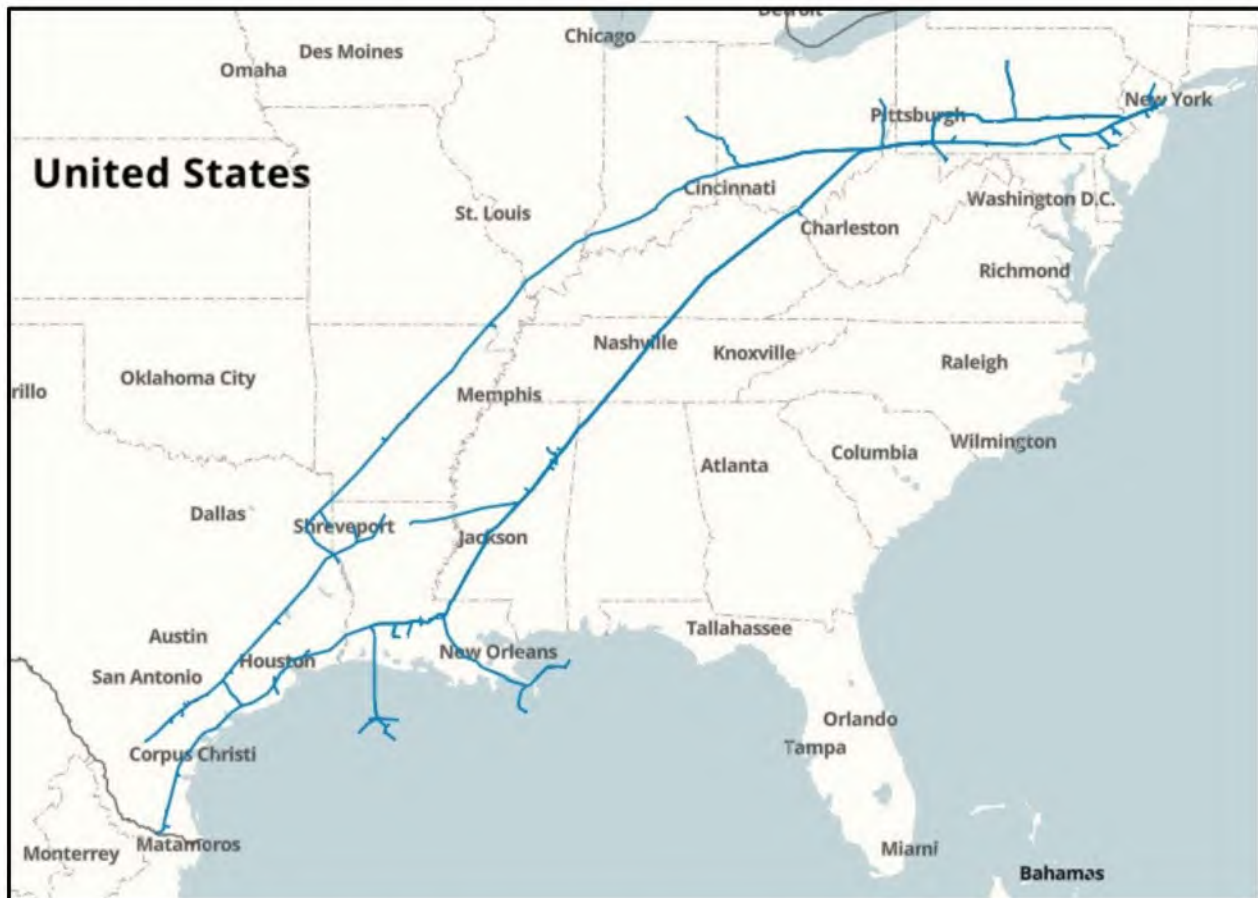 Detroit
Chicago
Des Moines
Omaha
New York
Pittsburgh
United States
Cincinnati
Washington D.C.
St. Louis
Charleston
Richmond
Nashville
Knoxville
Raleigh
Oklahoma City
rillo
Memphis
Wilmington
Columbia
Atlanta
Dallas
Shreveport
Jackson
Tallahassee
Austin
New Orleans
Houston
San Antonio
Orlando
Tampa
Corpus Christi
Matamoros
Monterrey
Miami
Bahamas